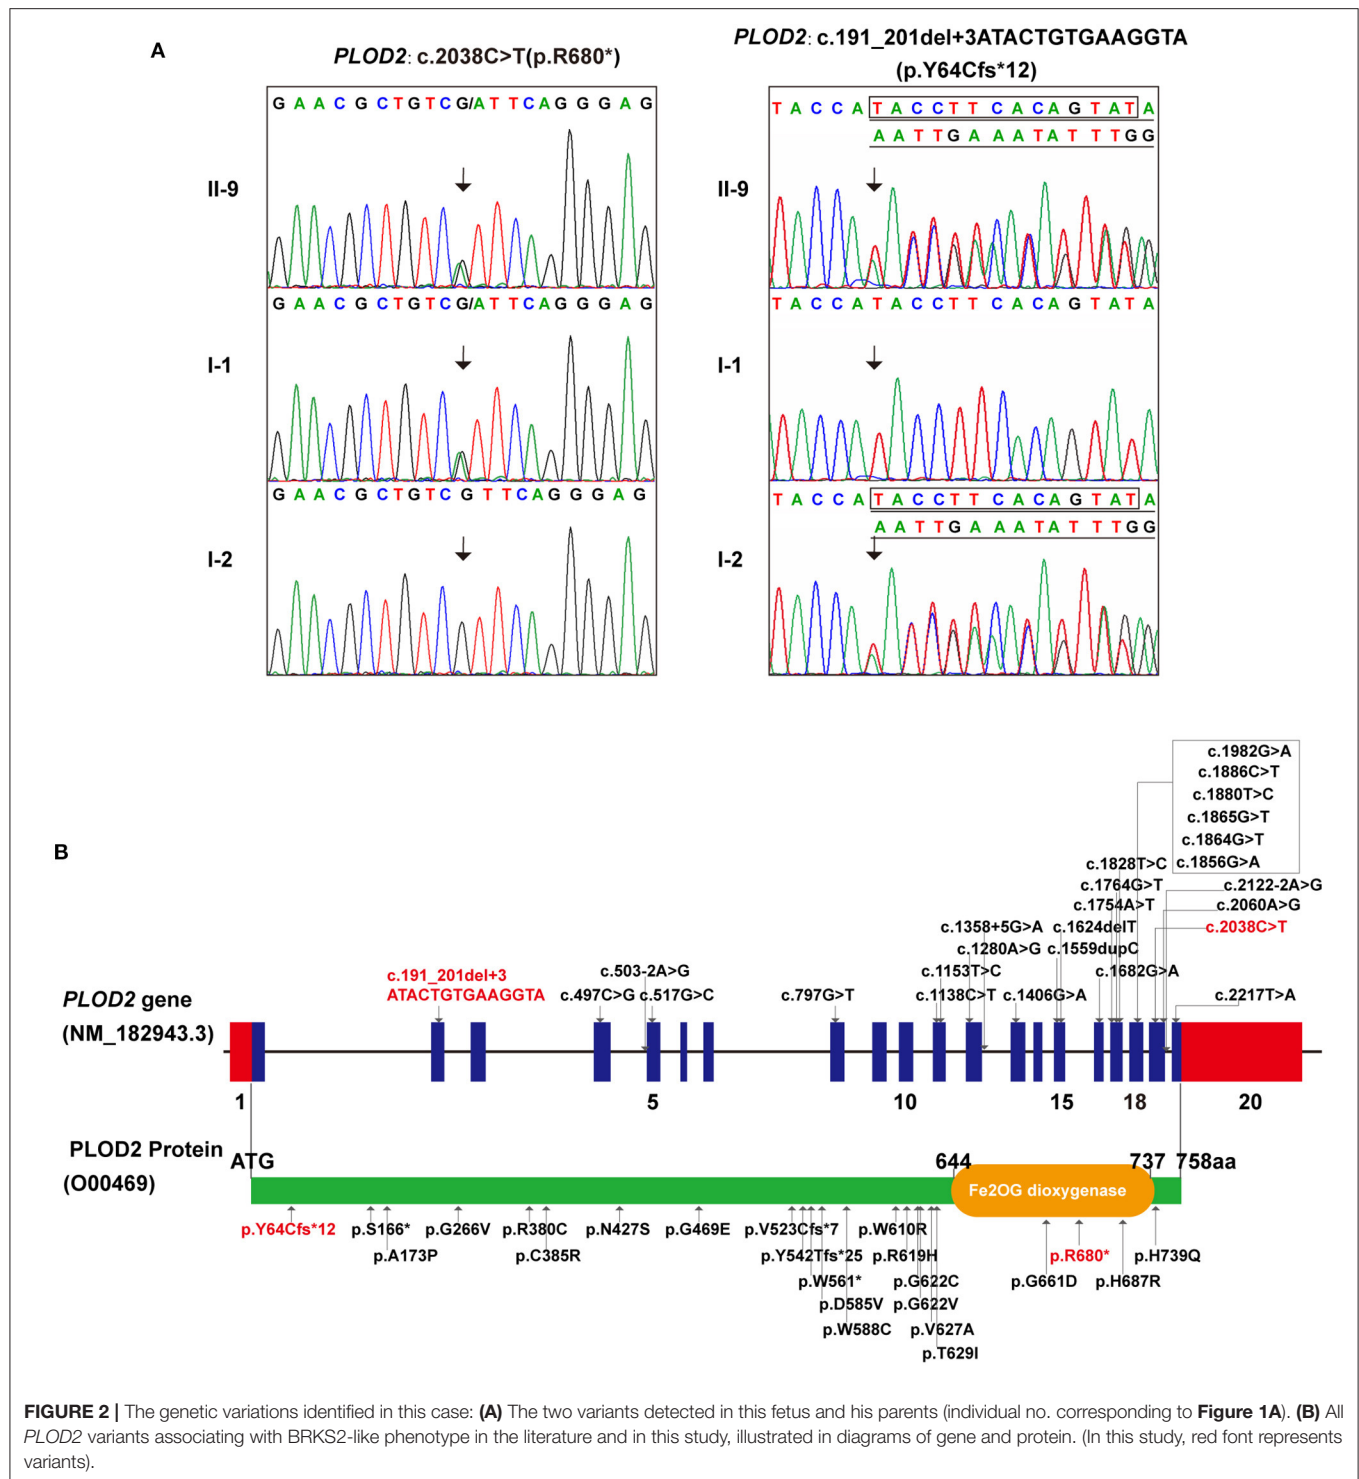 A
PLOD2: c.2038C>T(p.R680*)
PLOD2: c.191_201del+3ATACTGTGAAGGTA
(p.Y64Cfs*12)
II-9
G A A C G C T G T C G/A T T C A G G G A G
T A C C A T A C C T T C A C A G T A T A
A A T T G A A A T A T T T G G
I-1
G A A C G C T G T C G/A T T C A G G G A G
T A C C A T A C C T T C A C A G T A T A
I-2
G A A C G C T G T C G T T C A G G G A G
T A C C A T A C C T T C A C A G T A T A
A A T T G A A A T A T T T G G
B
c.1982G>A
c.1886C>T
c.1880T>C
c.1865G>T
c.1864G>T
c.1856G>A
c.1828T>C
c.1764G>T
c.1754A>T
c.2122-2A>G
c.2060A>G
c.2038C>T
c.1358+5G>A
c.1624delT
c.1280A>G
c.1559dupC
c.191_201del+3
ATACTGTGAAGGTA
c.503-2A>G
c.497C>G
c.517G>C
c.797G>T
c.1153T>C
c.1138C>T
c.1406G>A
c.1682G>A
c.2217T>A
PLOD2 gene
(NM_182943.3)
1 5 10 15 18 20
PLOD2 Protein
(O00469)
ATG 644 737 758aa
Fe2OG dioxygenase
p.Y64Cfs*12
p.S166*
p.G266V
p.R380C
p.N427S
p.G469E
p.V523Cfs*7
p.W610R
p.R680*
p.H739Q
p.A173P
p.C385R
p.Y542Tfs*25
p.R619H
p.W561*
p.G622C
p.G661D
p.H687R
p.D585V
p.G622V
p.W588C
p.V627A
p.T629I
FIGURE 2 | The genetic variations identified in this case: (A) The two variants detected in this fetus and his parents (individual no. corresponding to Figure 1A). (B) All
PLOD2 variants associating with BRKS2-like phenotype in the literature and in this study, illustrated in diagrams of gene and protein. (In this study, red font represents
variants).